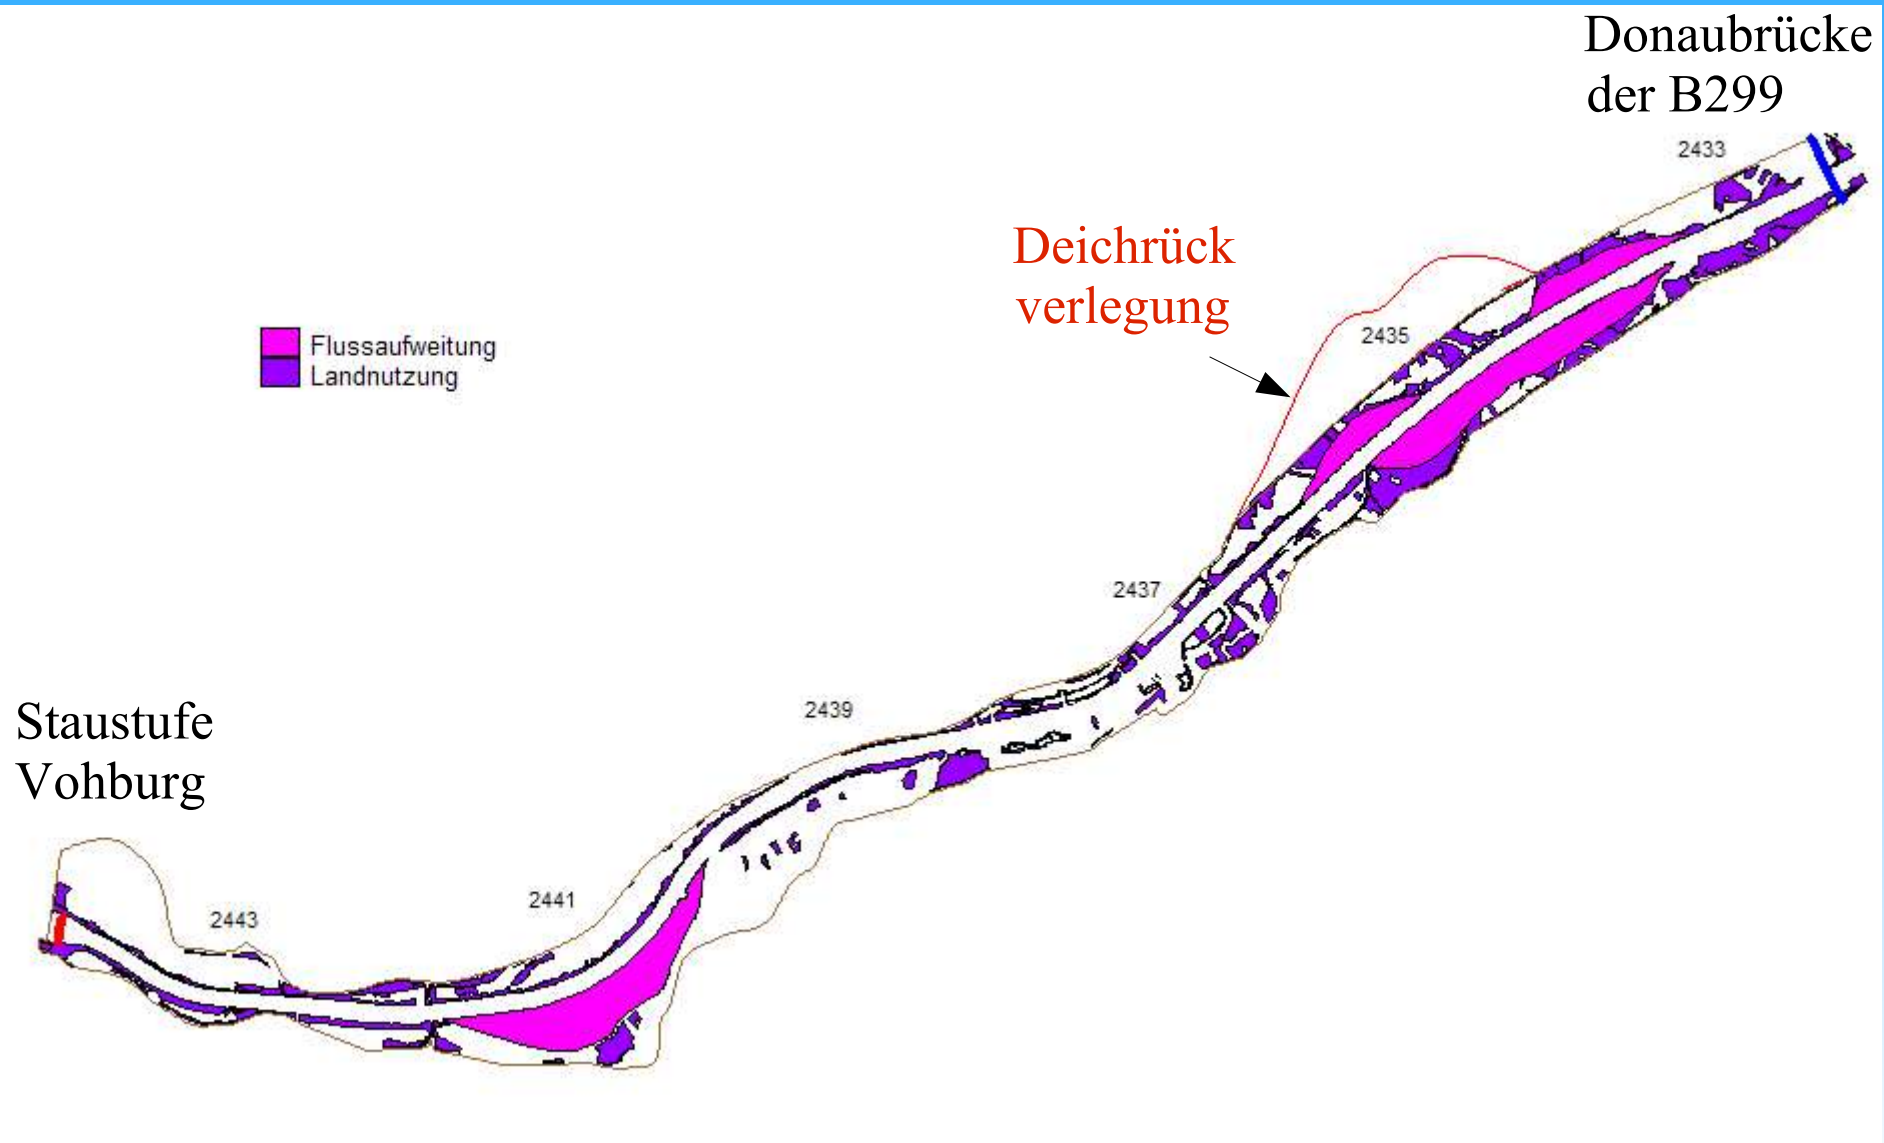 Donaubrücke
der B299
2433
Deichrück
verlegung
2435
Flussaufweitung
Landnutzung
2437
Staustufe
Vohburg
2439
2441
2443